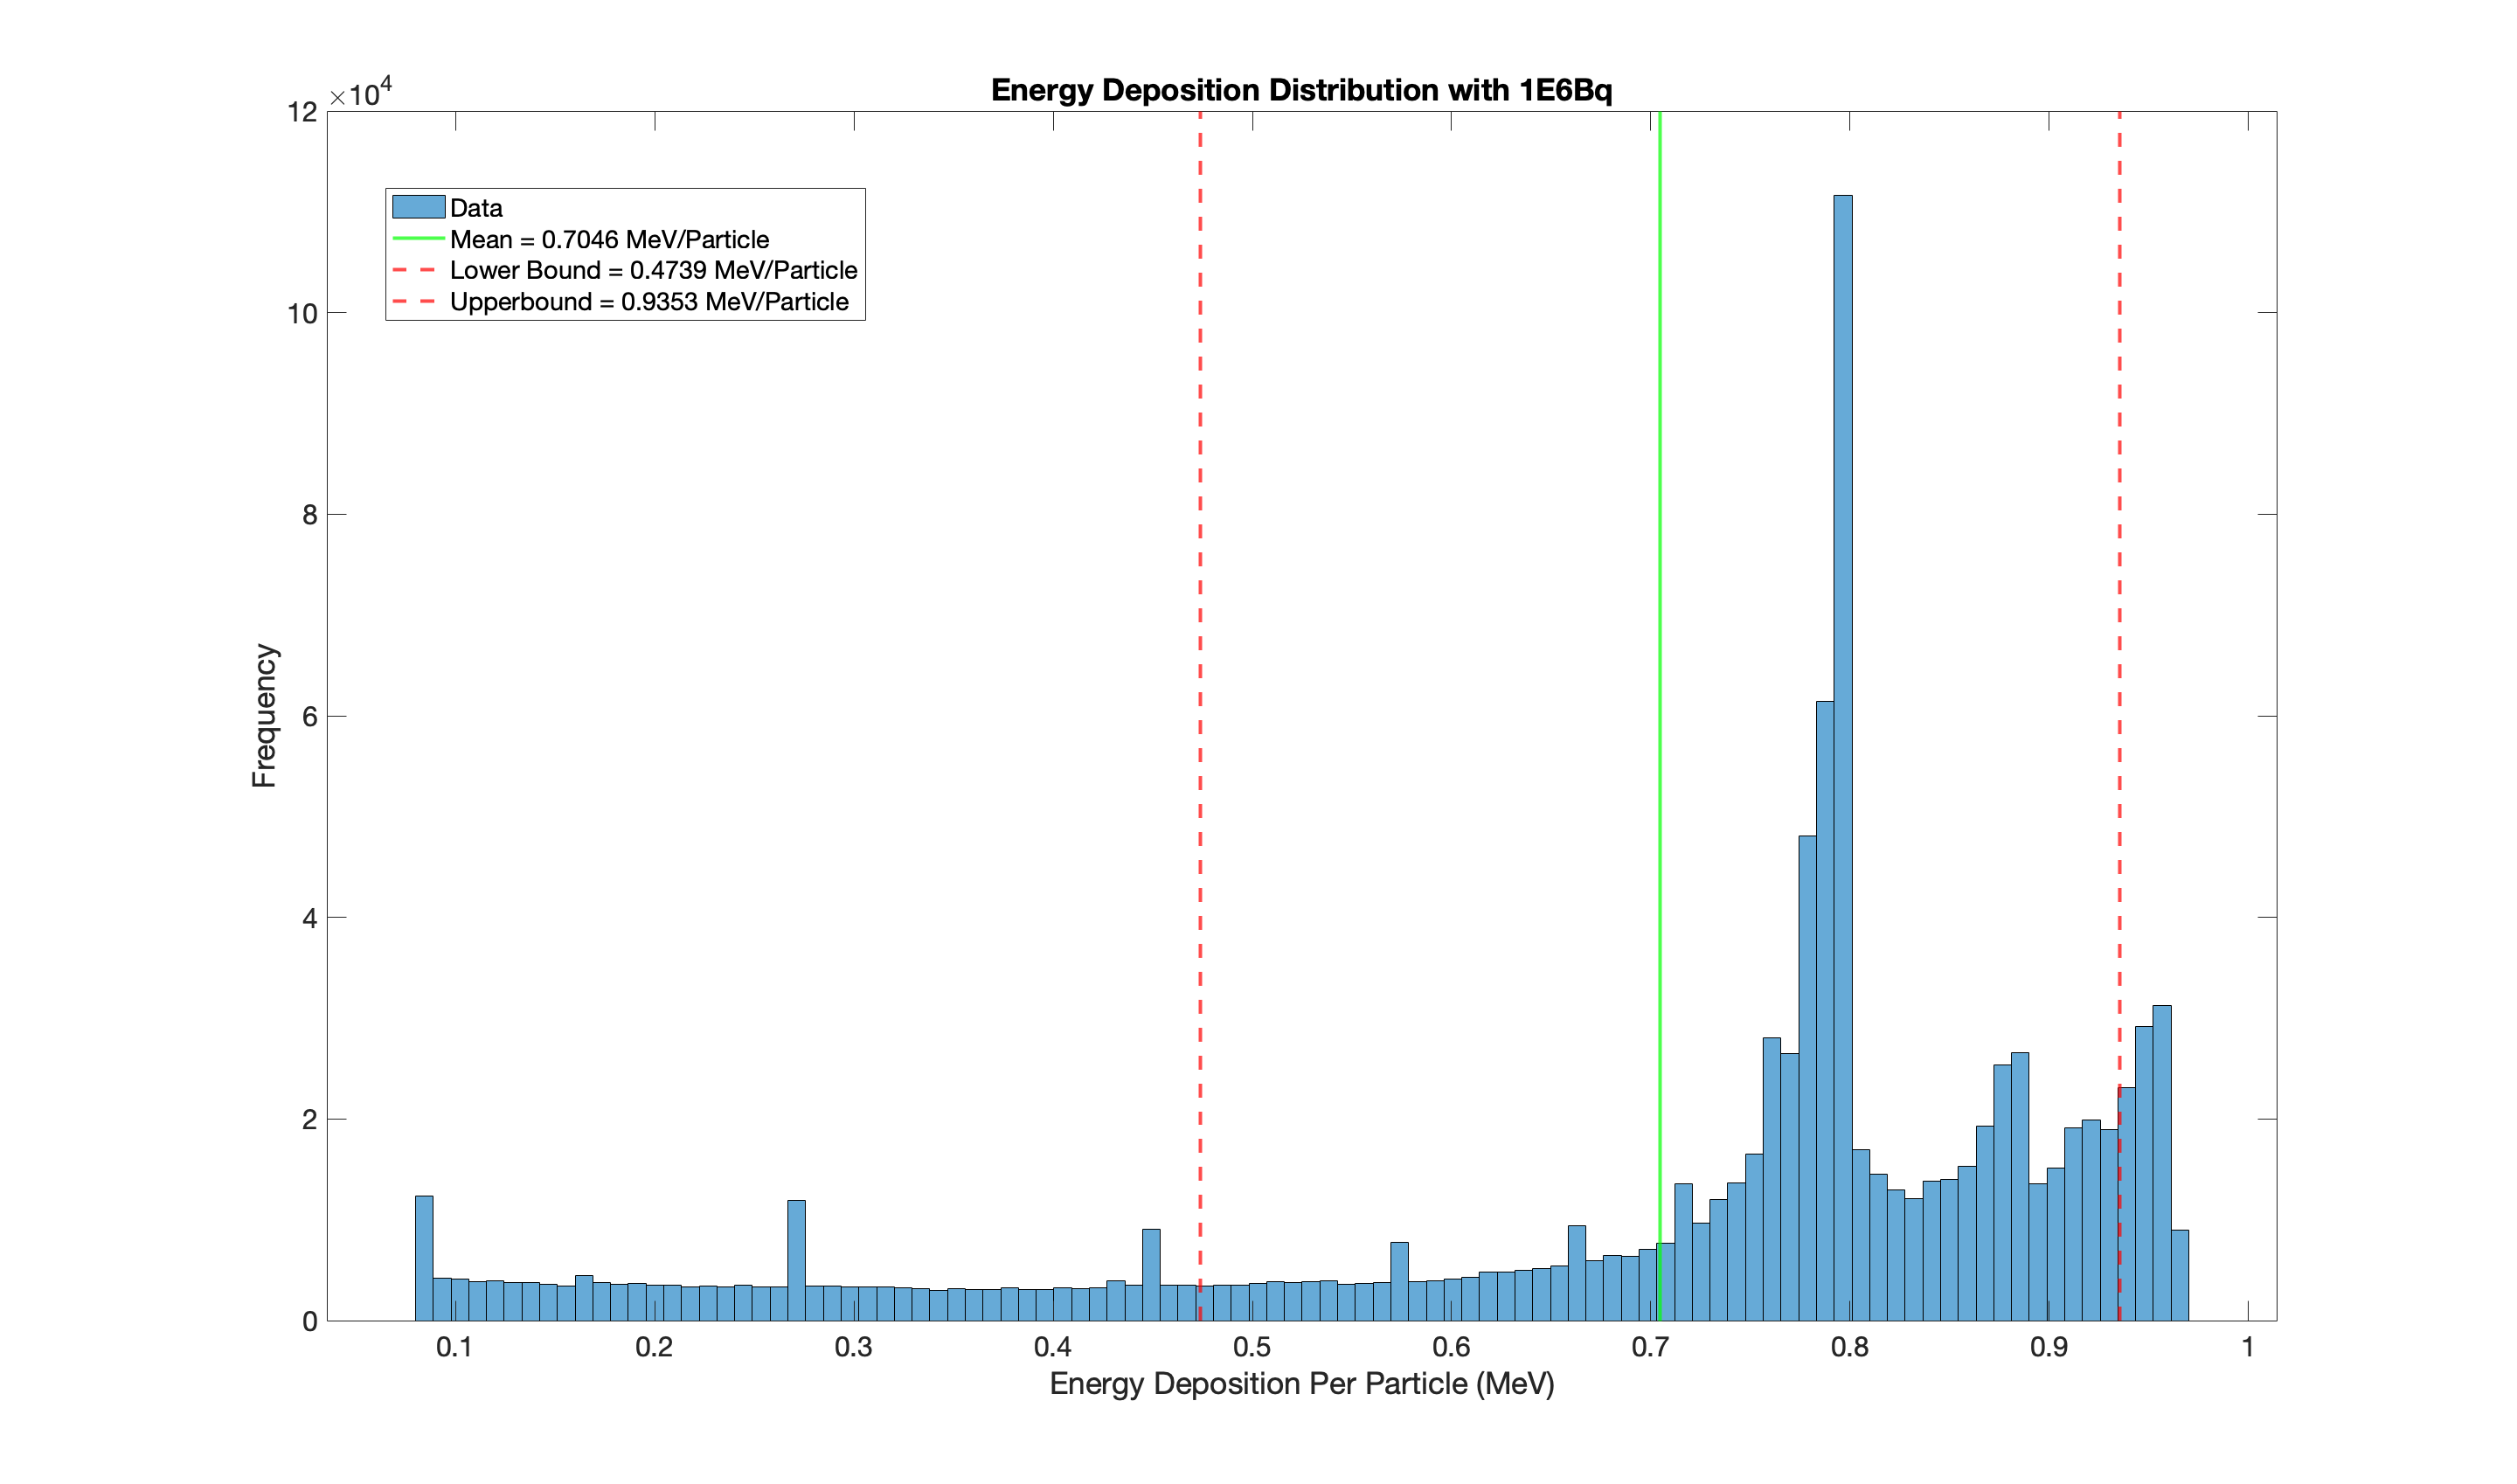 Energy Deposition Distribution with 1E6Bq
×10⁴
12
10
8
6
4
2
0
Frequency
Data
Mean = 0.7046 MeV/Particle
Lower Bound = 0.4739 MeV/Particle
Upperbound = 0.9353 MeV/Particle
0.1 0.2 0.3 0.4 0.5 0.6 0.7 0.8 0.9 1
Energy Deposition Per Particle (MeV)